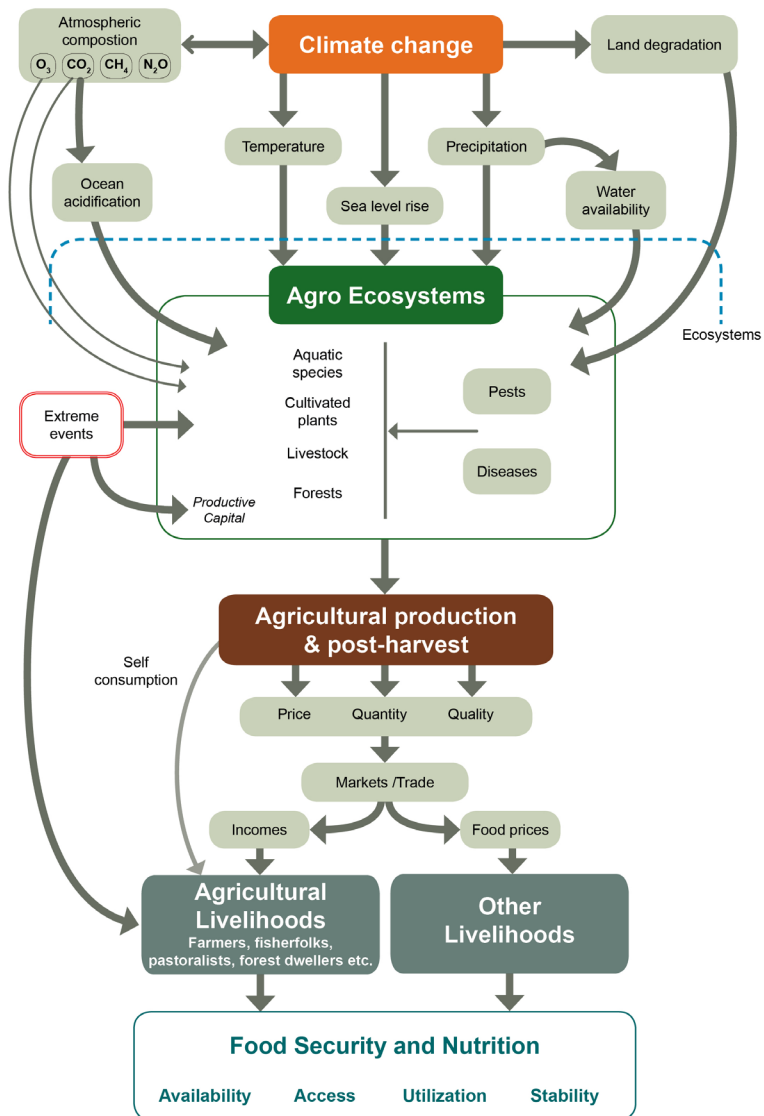 Atmospheric
compostion
O3 CO2 CH4 N2O
Climate change
Land degradation
Temperature
Precipitation
Ocean
acidification
Sea level rise
Water
availability
Agro Ecosystems
Ecosystems
Aquatic
species
Cultivated
plants
Livestock
Forests
Pests
Diseases
Extreme
events
Productive
Capital
Agricultural production
& post-harvest
Self
consumption
Price Quantity Quality
Markets /Trade
Incomes
Food prices
Agricultural
Livelihoods
Farmers, fisherfolks,
pastoralists, forest dwellers etc.
Other
Livelihoods
Food Security and Nutrition
Availability Access Utilization Stability